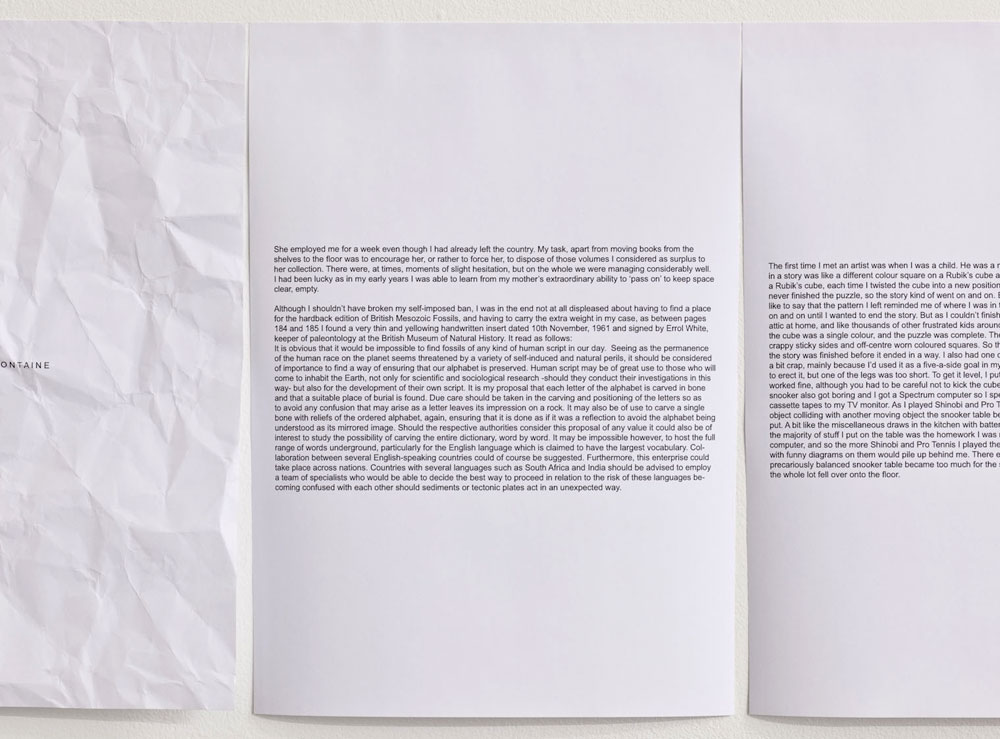 ONTAINE
She employed me for a week even though I had already left the country. My task, apart from moving books from the
shelves to the floor was to encourage her, or rather to force her, to dispose of those volumes I considered as surplus to
her collection. There were, at times, moments of slight hesitation, but on the whole we were managing considerably well.
I had been lucky as in my early years I was able to learn from my mother's extraordinary ability to 'pass on' to keep space
clear, empty.
Although I shouldn't have broken my self-imposed ban, I was in the end not at all displeased about having to find a place
for the hardback edition of British Mesozoic Fossils, and having to carry the extra weight in my case, as between pages
184 and 185 I found a very thin and yellowing handwritten insert dated 10th November, 1961 and signed by Errol White,
keeper of paleontology at the British Museum of Natural History. It read as follows:
It is obvious that it would be impossible to find fossils of any kind of human script in our day. Seeing as the permanence
of the human race on the planet seems threatened by a variety of self-induced and natural perils, it should be considered
of importance to find a way of ensuring that our alphabet is preserved. Human script may be of great use to those who will
come to inhabit the Earth, not only for scientific and sociological research -should they conduct their investigations in this
way- but also for the development of their own script. It is my proposal that each letter of the alphabet is carved in bone
and that a suitable place of burial is found. Due care should be taken in the carving and positioning of the letters so as
to avoid any confusion that may arise as a letter leaves its impression on a rock. It may also be of use to carve a single
bone with reliefs of the ordered alphabet, again, ensuring that it is done as if it was a reflection to avoid the alphabet being
understood as its mirrored image. Should the respective authorities consider this proposal of any value it could also be of
interest to study the possibility of carving the entire dictionary, word by word. It may be impossible however, to host the full
range of words underground, particularly for the English language which is claimed to have the largest vocabulary. Col-
laboration between several English-speaking countries could of course be suggested. Furthermore, this enterprise could
take place across nations. Countries with several languages such as South Africa and India should be advised to employ
a team of specialists who would be able to decide the best way to proceed in relation to the risk of these languages be-
coming confused with each other should sediments or tectonic plates act in an unexpected way.
The first time I met an artist was when I was a child. He was a
in a story was like a different colour square on a Rubik's cube a
a Rubik's cube, each time I twisted the cube into a new position
never finished the puzzle, so the story kind of went on and on.
like to say that the pattern I left reminded me of where I was in
on and on until I wanted to end the story. But as I couldn't finish
attic at home, and like thousands of other frustrated kids around
the cube was a single colour, and the puzzle was complete. The
crappy sticky sides and off-centre worn coloured squares. So th
the story was finished before it ended in a way. I also had one
a bit crap, mainly because I'd used it as a five-a-side goal in my
to erect it, but one of the legs was too short. To get it level, I put
worked fine, although you had to be careful not to kick the cube
snooker also got boring and I got a Spectrum computer so I spe
cassette tapes to my TV monitor. As I played Shinobi and Pro T
object colliding with another moving object the snooker table be
put. A bit like the miscellaneous draws in the kitchen with batter
the majority of stuff I put on the table was the homework I was
computer, and so the more Shinobi and Pro Tennis I played the
with funny diagrams on them would pile up behind me. There e
precariously balanced snooker table became too much for the
the whole lot fell over onto the floor.